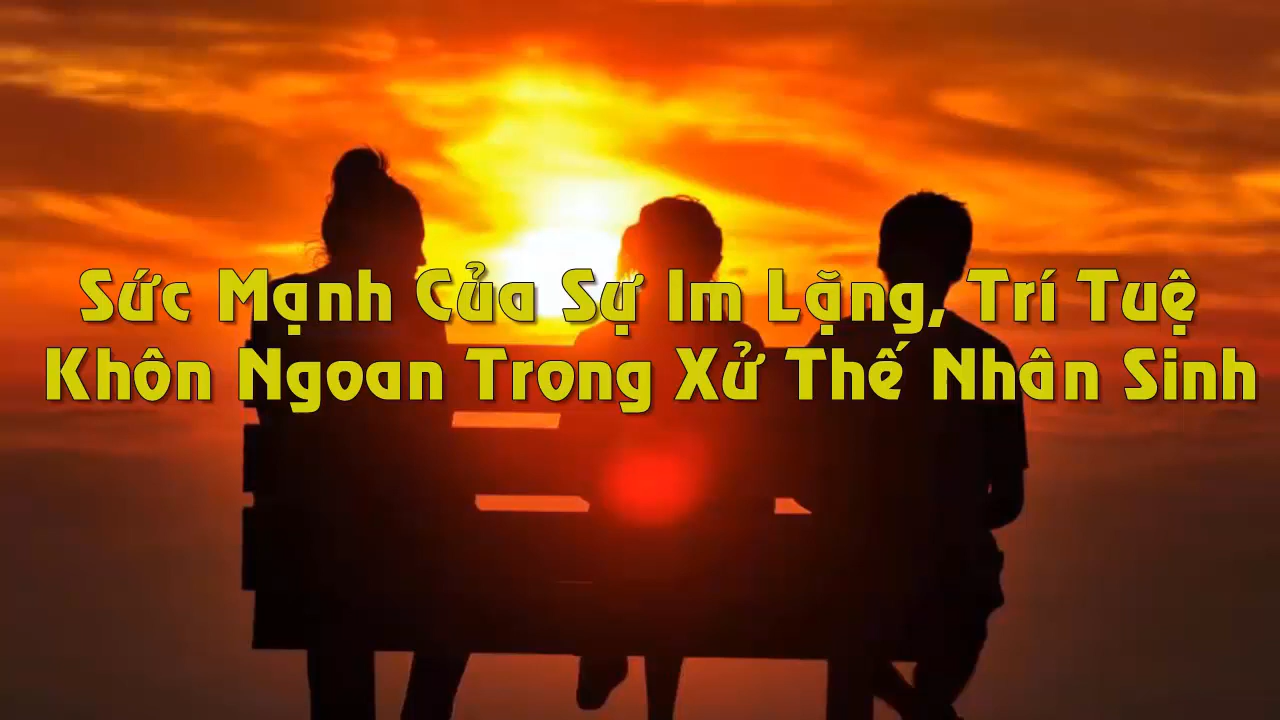 Sức Mạnh Của Sự Im Lặng, Trí Tuệ
Khôn Ngoan Trong Xử Thế Nhân Sinh